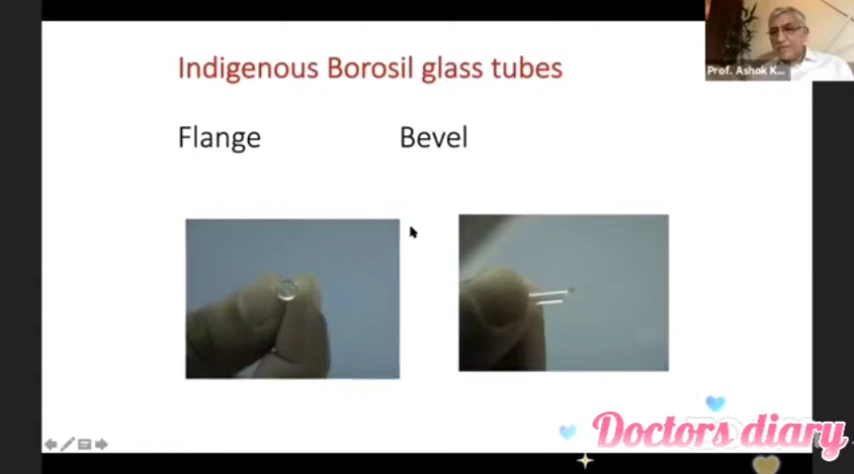 Indigenous Borosil glass tubes
Flange Bevel
Prof. Ashok K...
Doctors diary